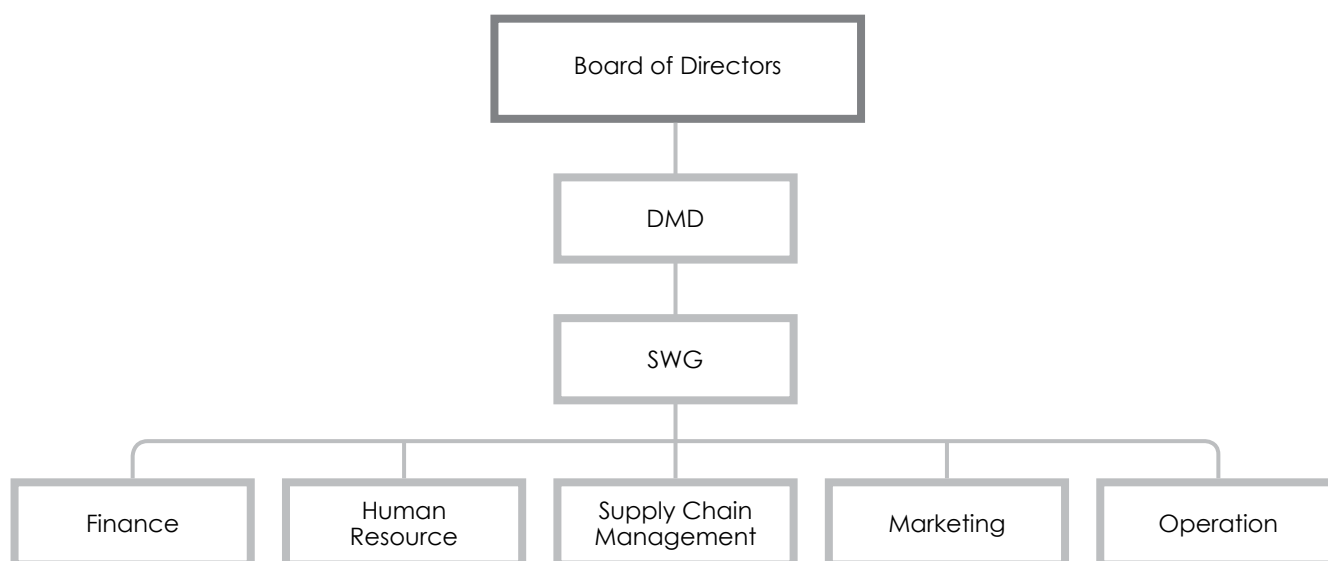 Board of Directors
DMD
SWG
Finance
Human
Resource
Supply Chain
Management
Marketing
Operation